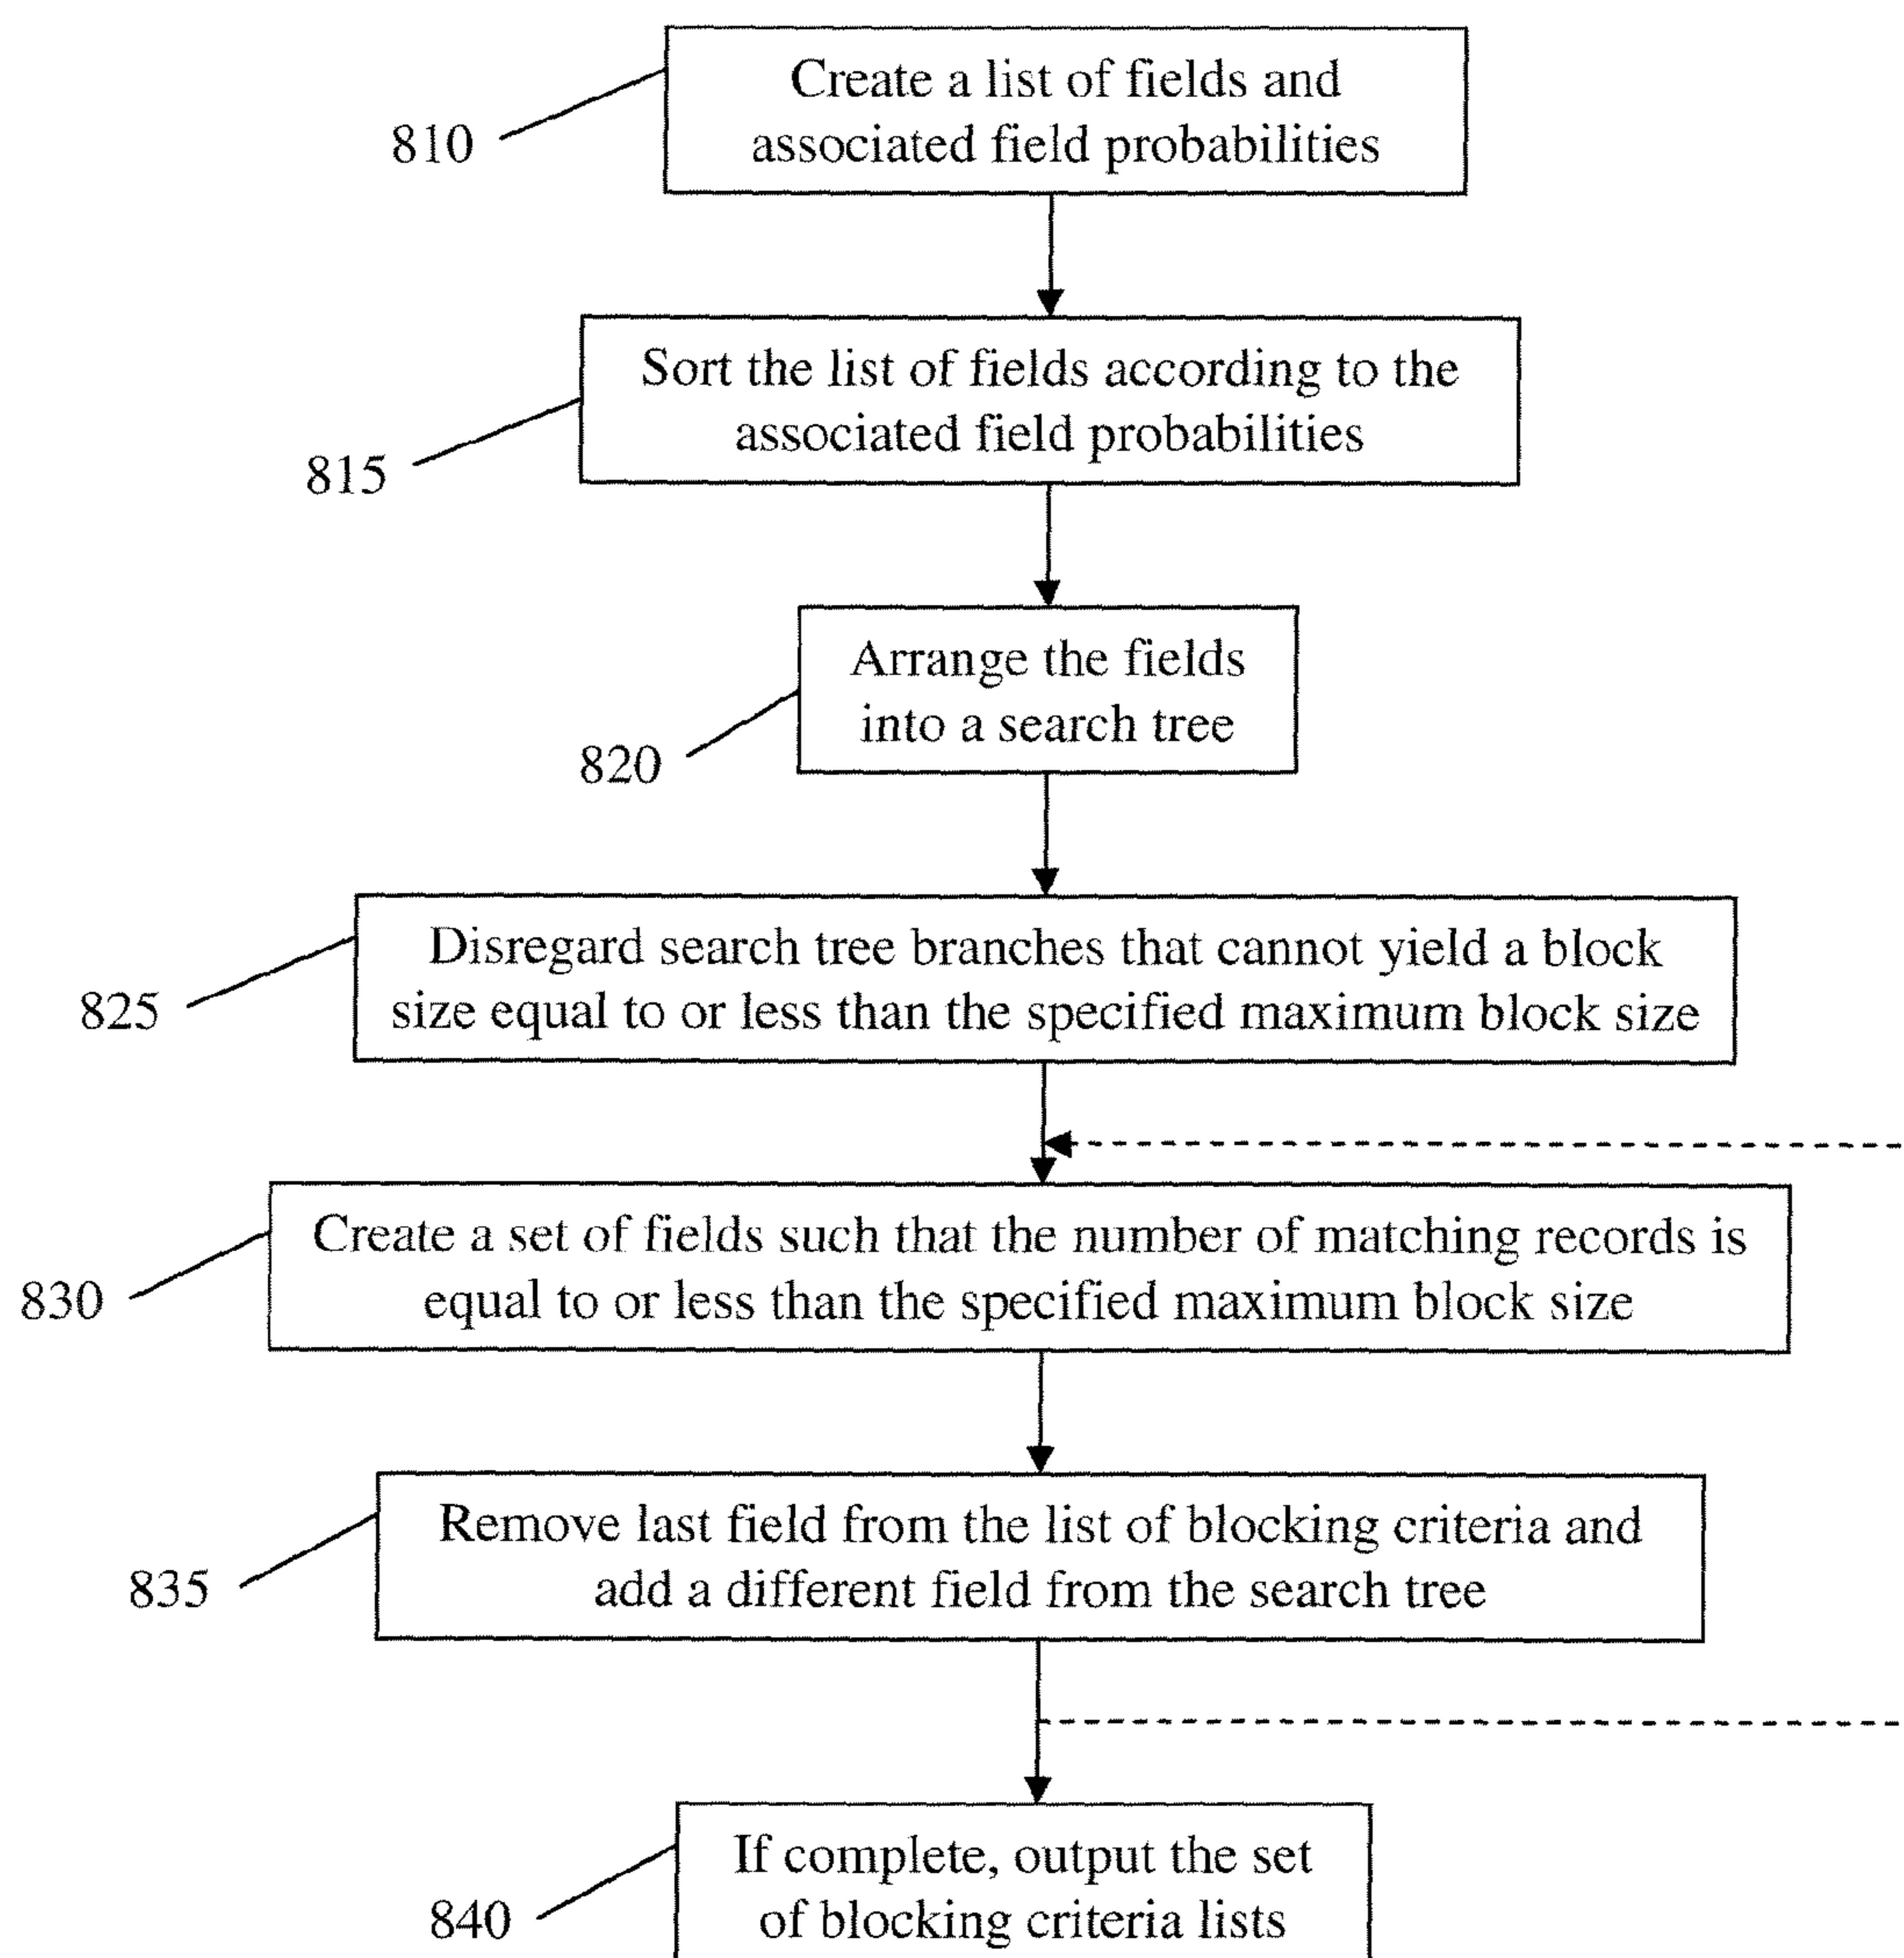 Create a list of fields and
associated field probabilities
810
Sort the list of fields according to the
associated field probabilities
815
Arrange the fields
into a search tree
820
Disregard search tree branches that cannot yield a block
size equal to or less than the specified maximum block size
825
Create a set of fields such that the number of matching records is
equal to or less than the specified maximum block size
830
Remove last field from the list of blocking criteria and
add a different field from the search tree
835
If complete, output the set
of blocking criteria lists
840